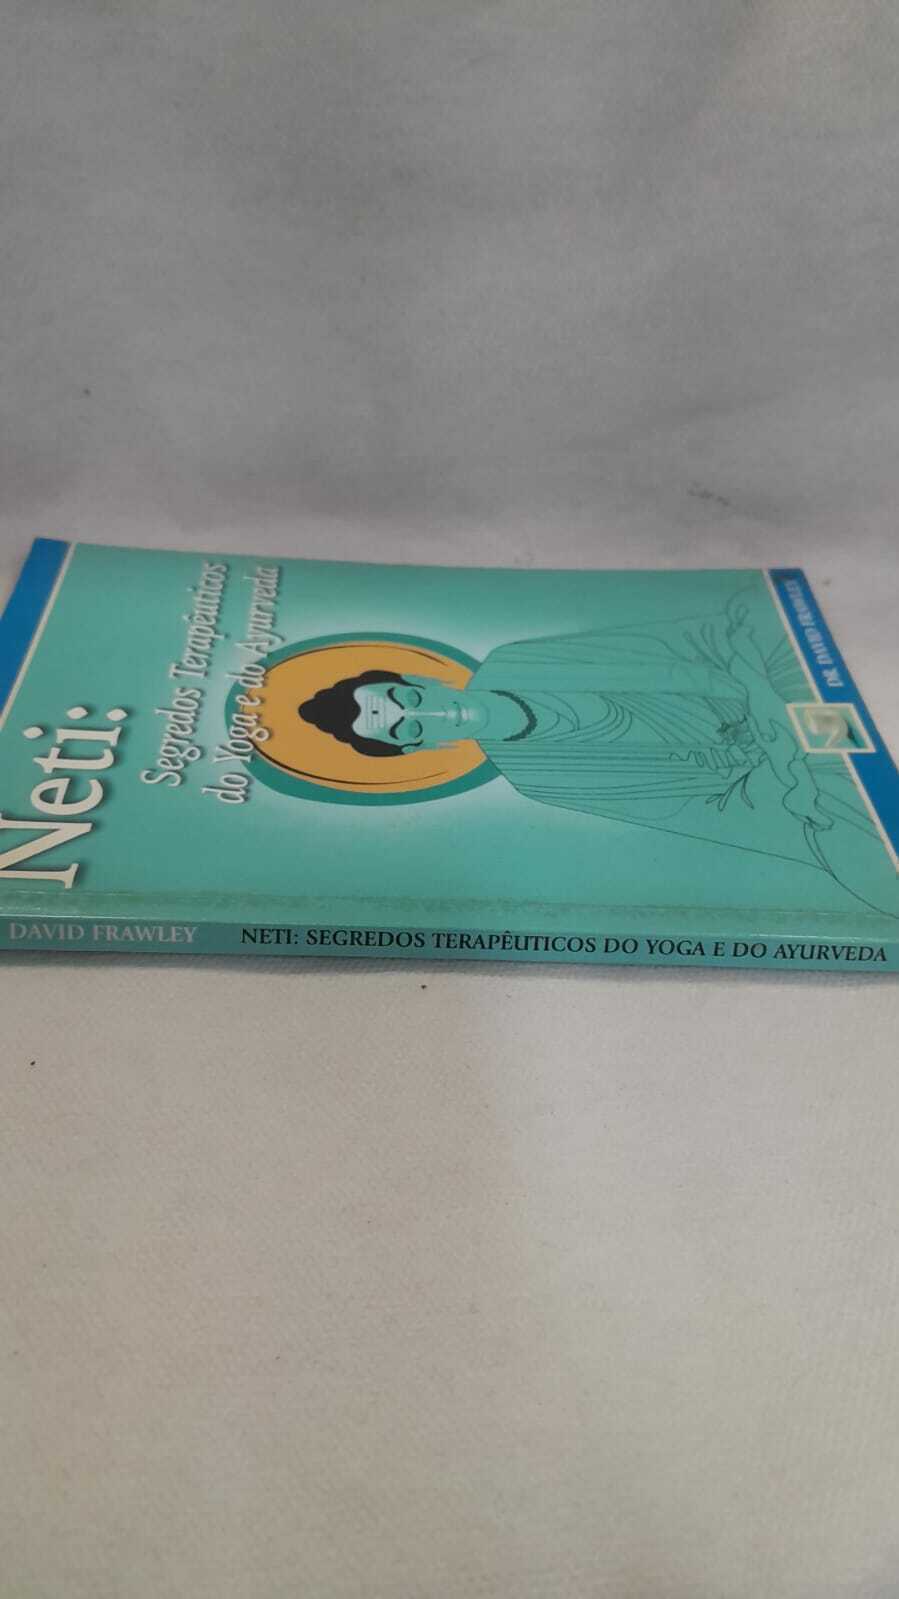 Neti:
Segredos Terapêuticos
do Yoga e do Ayurveda
DR. DAVID FRAWLEY
DAVID FRAWLEY NETI: SEGREDOS TERAPÊUTICOS DO YOGA E DO AYURVEDA